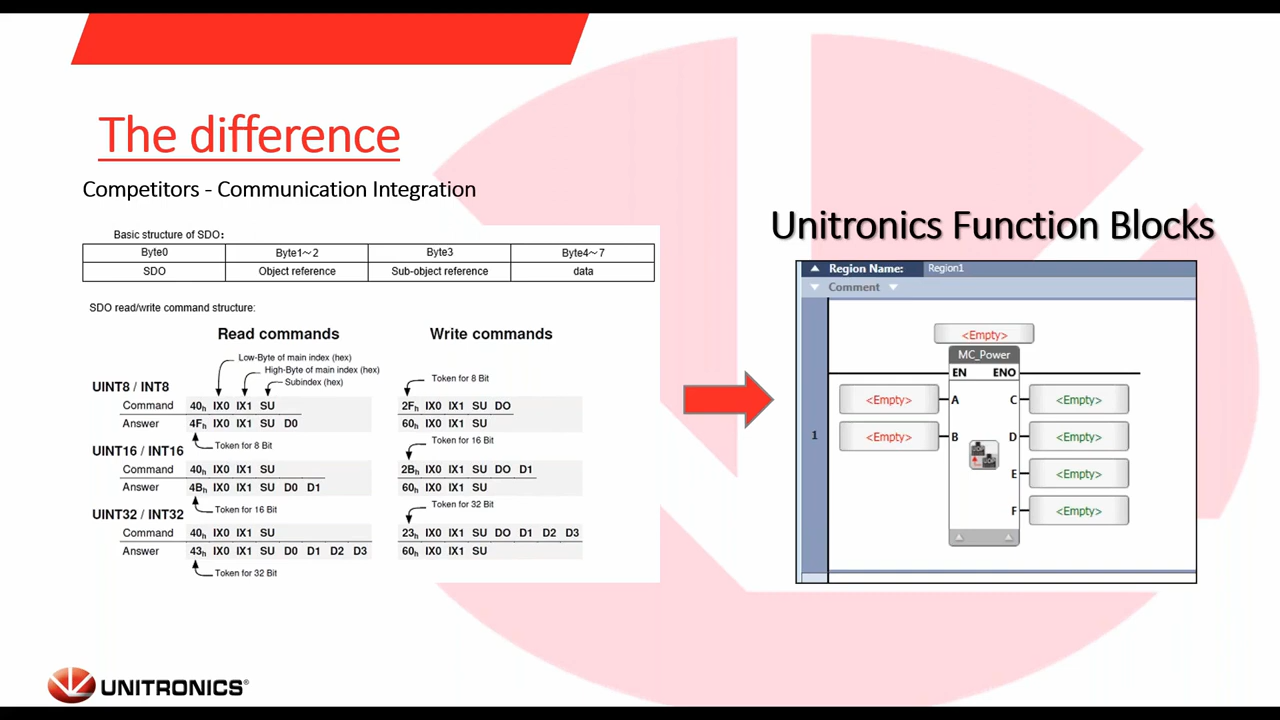 The difference
Competitors - Communication Integration
Basic structure of SDO:
Byte0 Byte1~2 Byte3 Byte4~7
SDO Object reference Sub-object reference data
SDO read/write command structure:
Read commands Write commands
Low-Byte of main index (hex)
High-Byte of main index (hex)
Subindex (hex)
Token for 8 Bit
UINT8 / INT8
Command 40h IX0 IX1 SU 2Fh IX0 IX1 SU DO
Answer 4Fh IX0 IX1 SU D0 60h IX0 IX1 SU
Token for 8 Bit
Token for 16 Bit
UINT16 / INT16
Command 40h IX0 IX1 SU 2Bh IX0 IX1 SU DO D1
Answer 4Bh IX0 IX1 SU D0 D1 60h IX0 IX1 SU
Token for 16 Bit
Token for 32 Bit
UINT32 / INT32
Command 40h IX0 IX1 SU 23h IX0 IX1 SU DO D1 D2 D3
Answer 43h IX0 IX1 SU D0 D1 D2 D3 60h IX0 IX1 SU
Token for 32 Bit
Unitronics Function Blocks
Region Name: Region1
Comment
<Empty>
MC_Power
EN ENO
<Empty> A C <Empty>
1 <Empty> B D <Empty>
E <Empty>
F <Empty>
UNITRONICS®